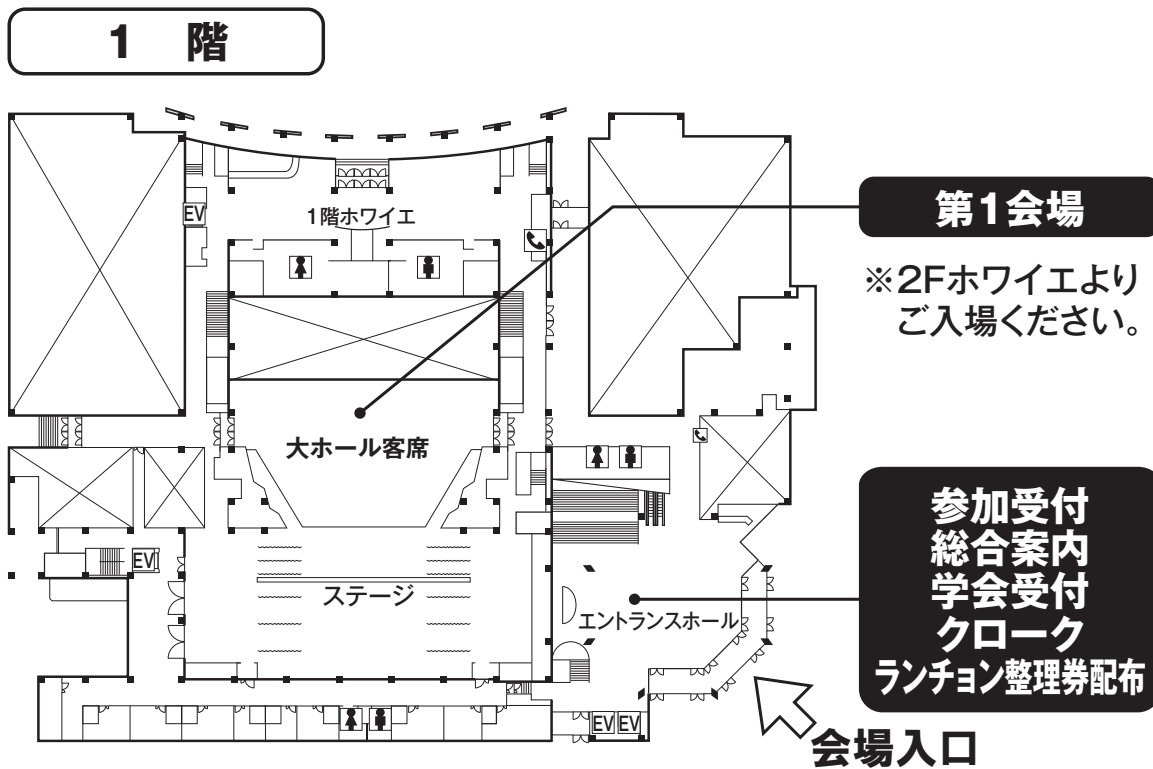 1 階
EV
1階ホワイエ
第1会場
※2Fホワイエより
ご入場ください。
大ホール客席
EV
ステージ
エントランスホール
参加受付
総合案内
学会受付
クローク
ランチョン整理券配布
EV EV
会場入口